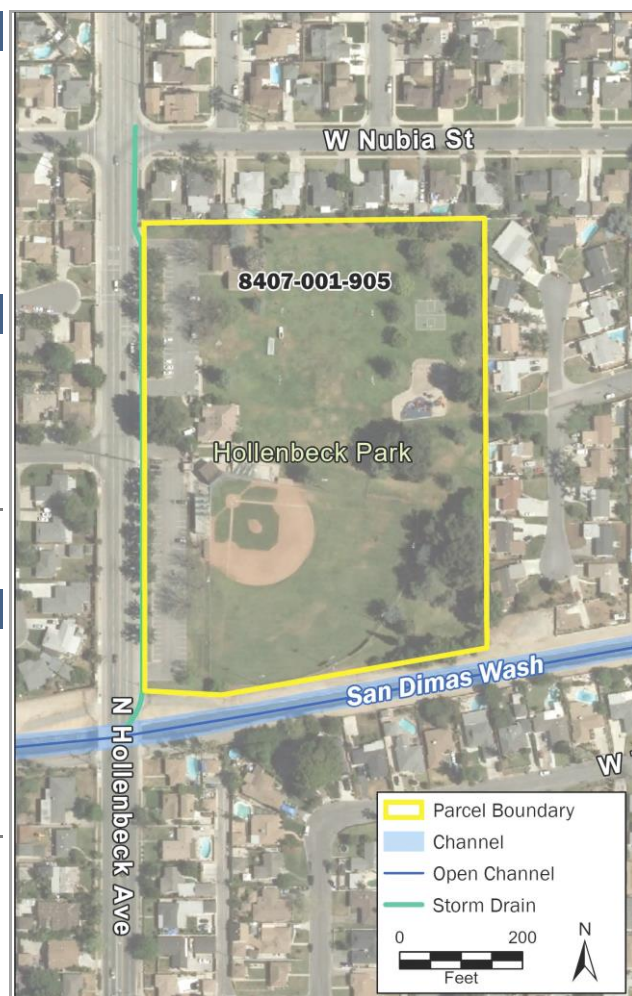 W Nubia St
8407-001-905
Hollenbeck Park
San Dimas Wash
N Hollenbeck Ave
W
Parcel Boundary
Channel
Open Channel
Storm Drain
0 200
Feet
N